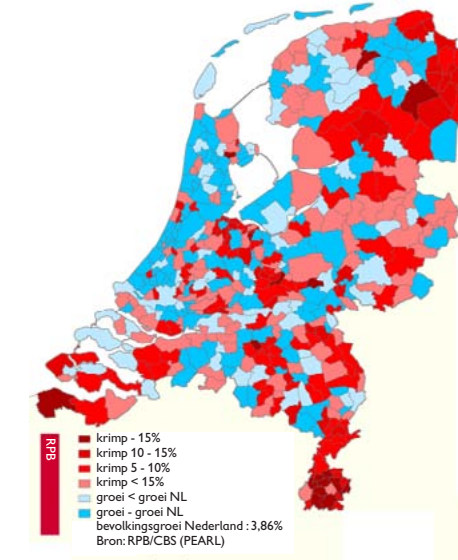 RPB
krimp - 15%
krimp 10 - 15%
krimp 5 - 10%
krimp < 15%
groei < groei NL
groei - groei NL
bevolkingsgroei Nederland : 3,86%
Bron: RPB/CBS (PEARL)